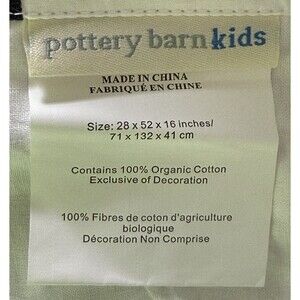 pottery barn kids
MADE IN CHINA
FABRIQUÉ EN CHINE
Size: 28 x 52 x 16 inches/
71 x 132 x 41 cm
Contains 100% Organic Cotton
Exclusive of Decoration
100% Fibres de coton d'agriculture
biologique
Décoration Non Comprise